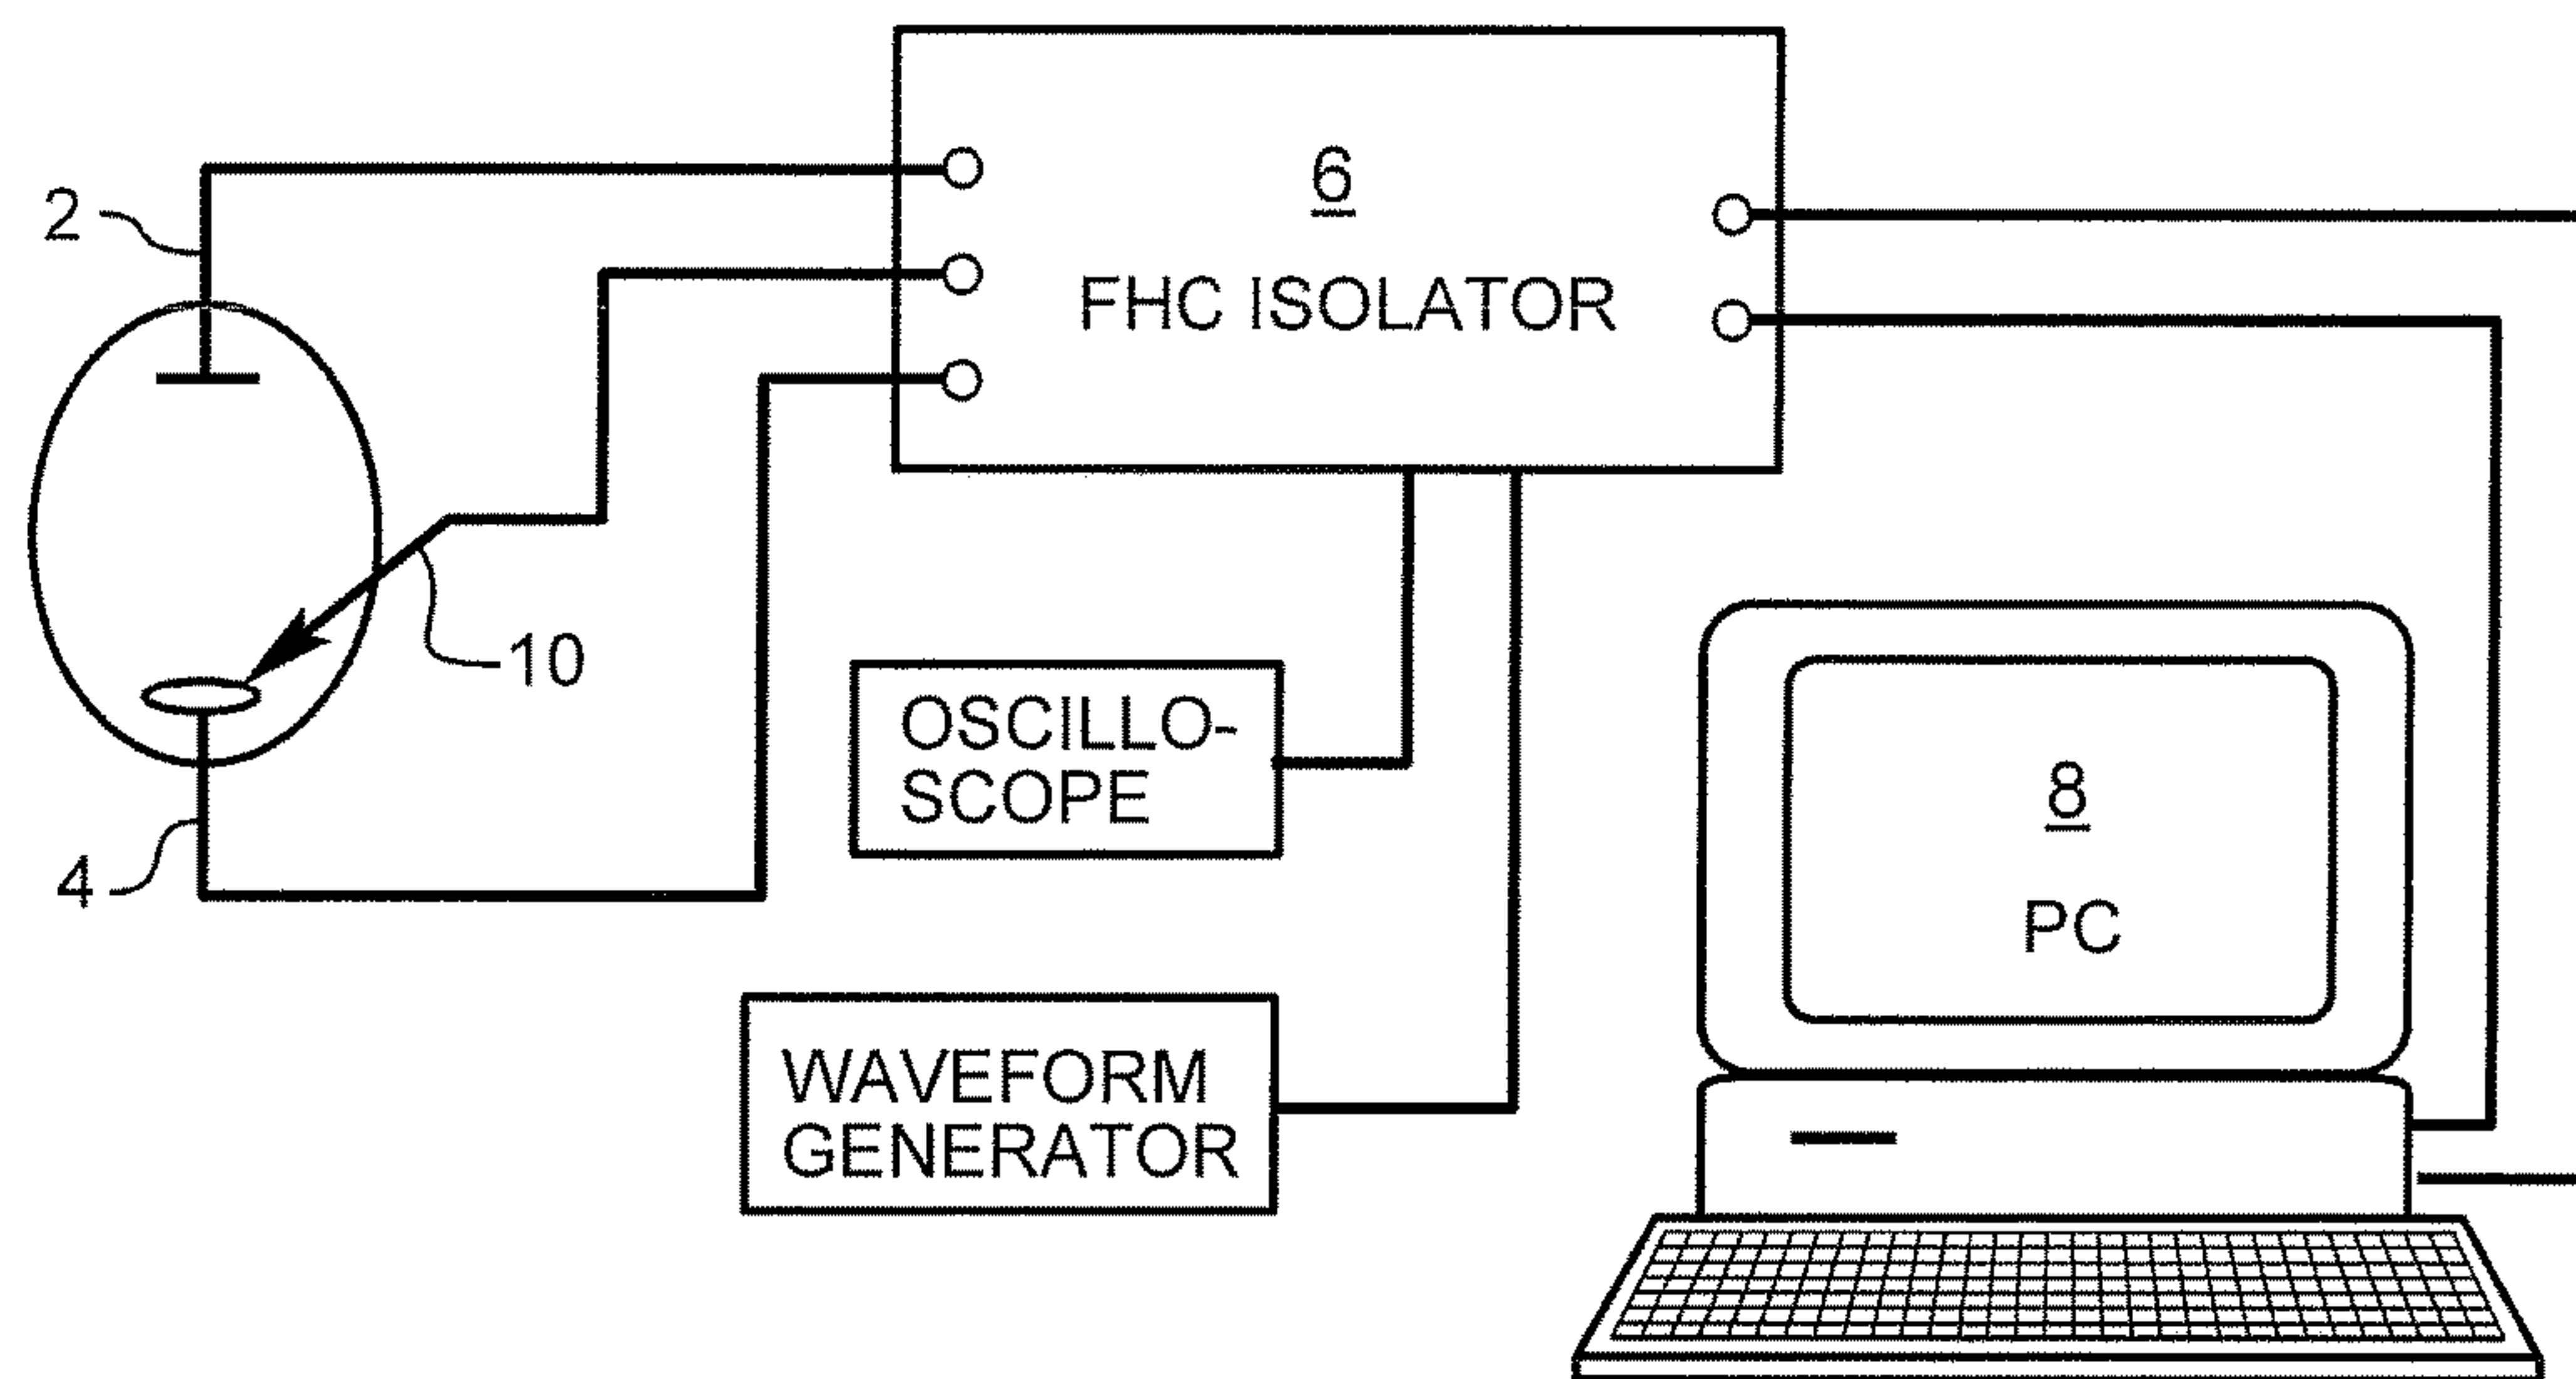 2
6
FHC ISOLATOR
10
OSCILLO-
SCOPE
4
8
PC
WAVEFORM
GENERATOR